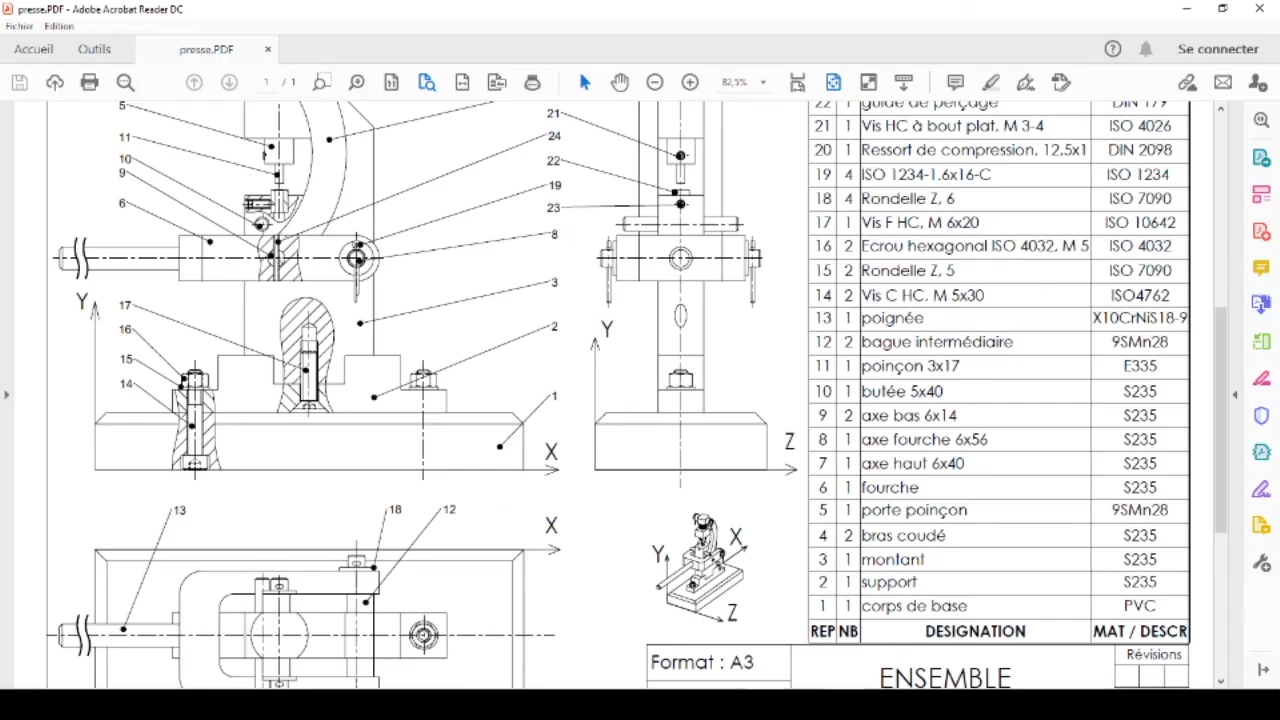 presse.PDF - Adobe Acrobat Reader DC
Fichier Edition
Accueil Outils presse.PDF × Se connecter
1 / 1 82,5%
5
11
10
9
6
21
24
22
19
23
8
3
2
1
17
16
15
14
Y
X
Y
Z
13
18
12
X
Y
X
Z
22 1 guide de perçage DIN 179
21 1 Vis HC à bout plat, M 3-4 ISO 4026
20 1 Ressort de compression, 12,5x1 DIN 2098
19 4 ISO 1234-1.6x16-C ISO 1234
18 4 Rondelle Z, 6 ISO 7090
17 1 Vis F HC, M 6x20 ISO 10642
16 2 Ecrou hexagonal ISO 4032, M 5 ISO 4032
15 2 Rondelle Z, 5 ISO 7090
14 2 Vis C HC, M 5x30 ISO4762
13 1 poignée X10CrNiS18-9
12 2 bague intermédiaire 9SMn28
11 1 poinçon 3x17 E335
10 1 butée 5x40 S235
9 2 axe bas 6x14 S235
8 1 axe fourche 6x56 S235
7 1 axe haut 6x40 S235
6 1 fourche S235
5 1 porte poinçon 9SMn28
4 2 bras coudé S235
3 1 montant S235
2 1 support S235
1 1 corps de base PVC
REP NB DESIGNATION MAT / DESCR
Format : A3
ENSEMBLE
Révisions